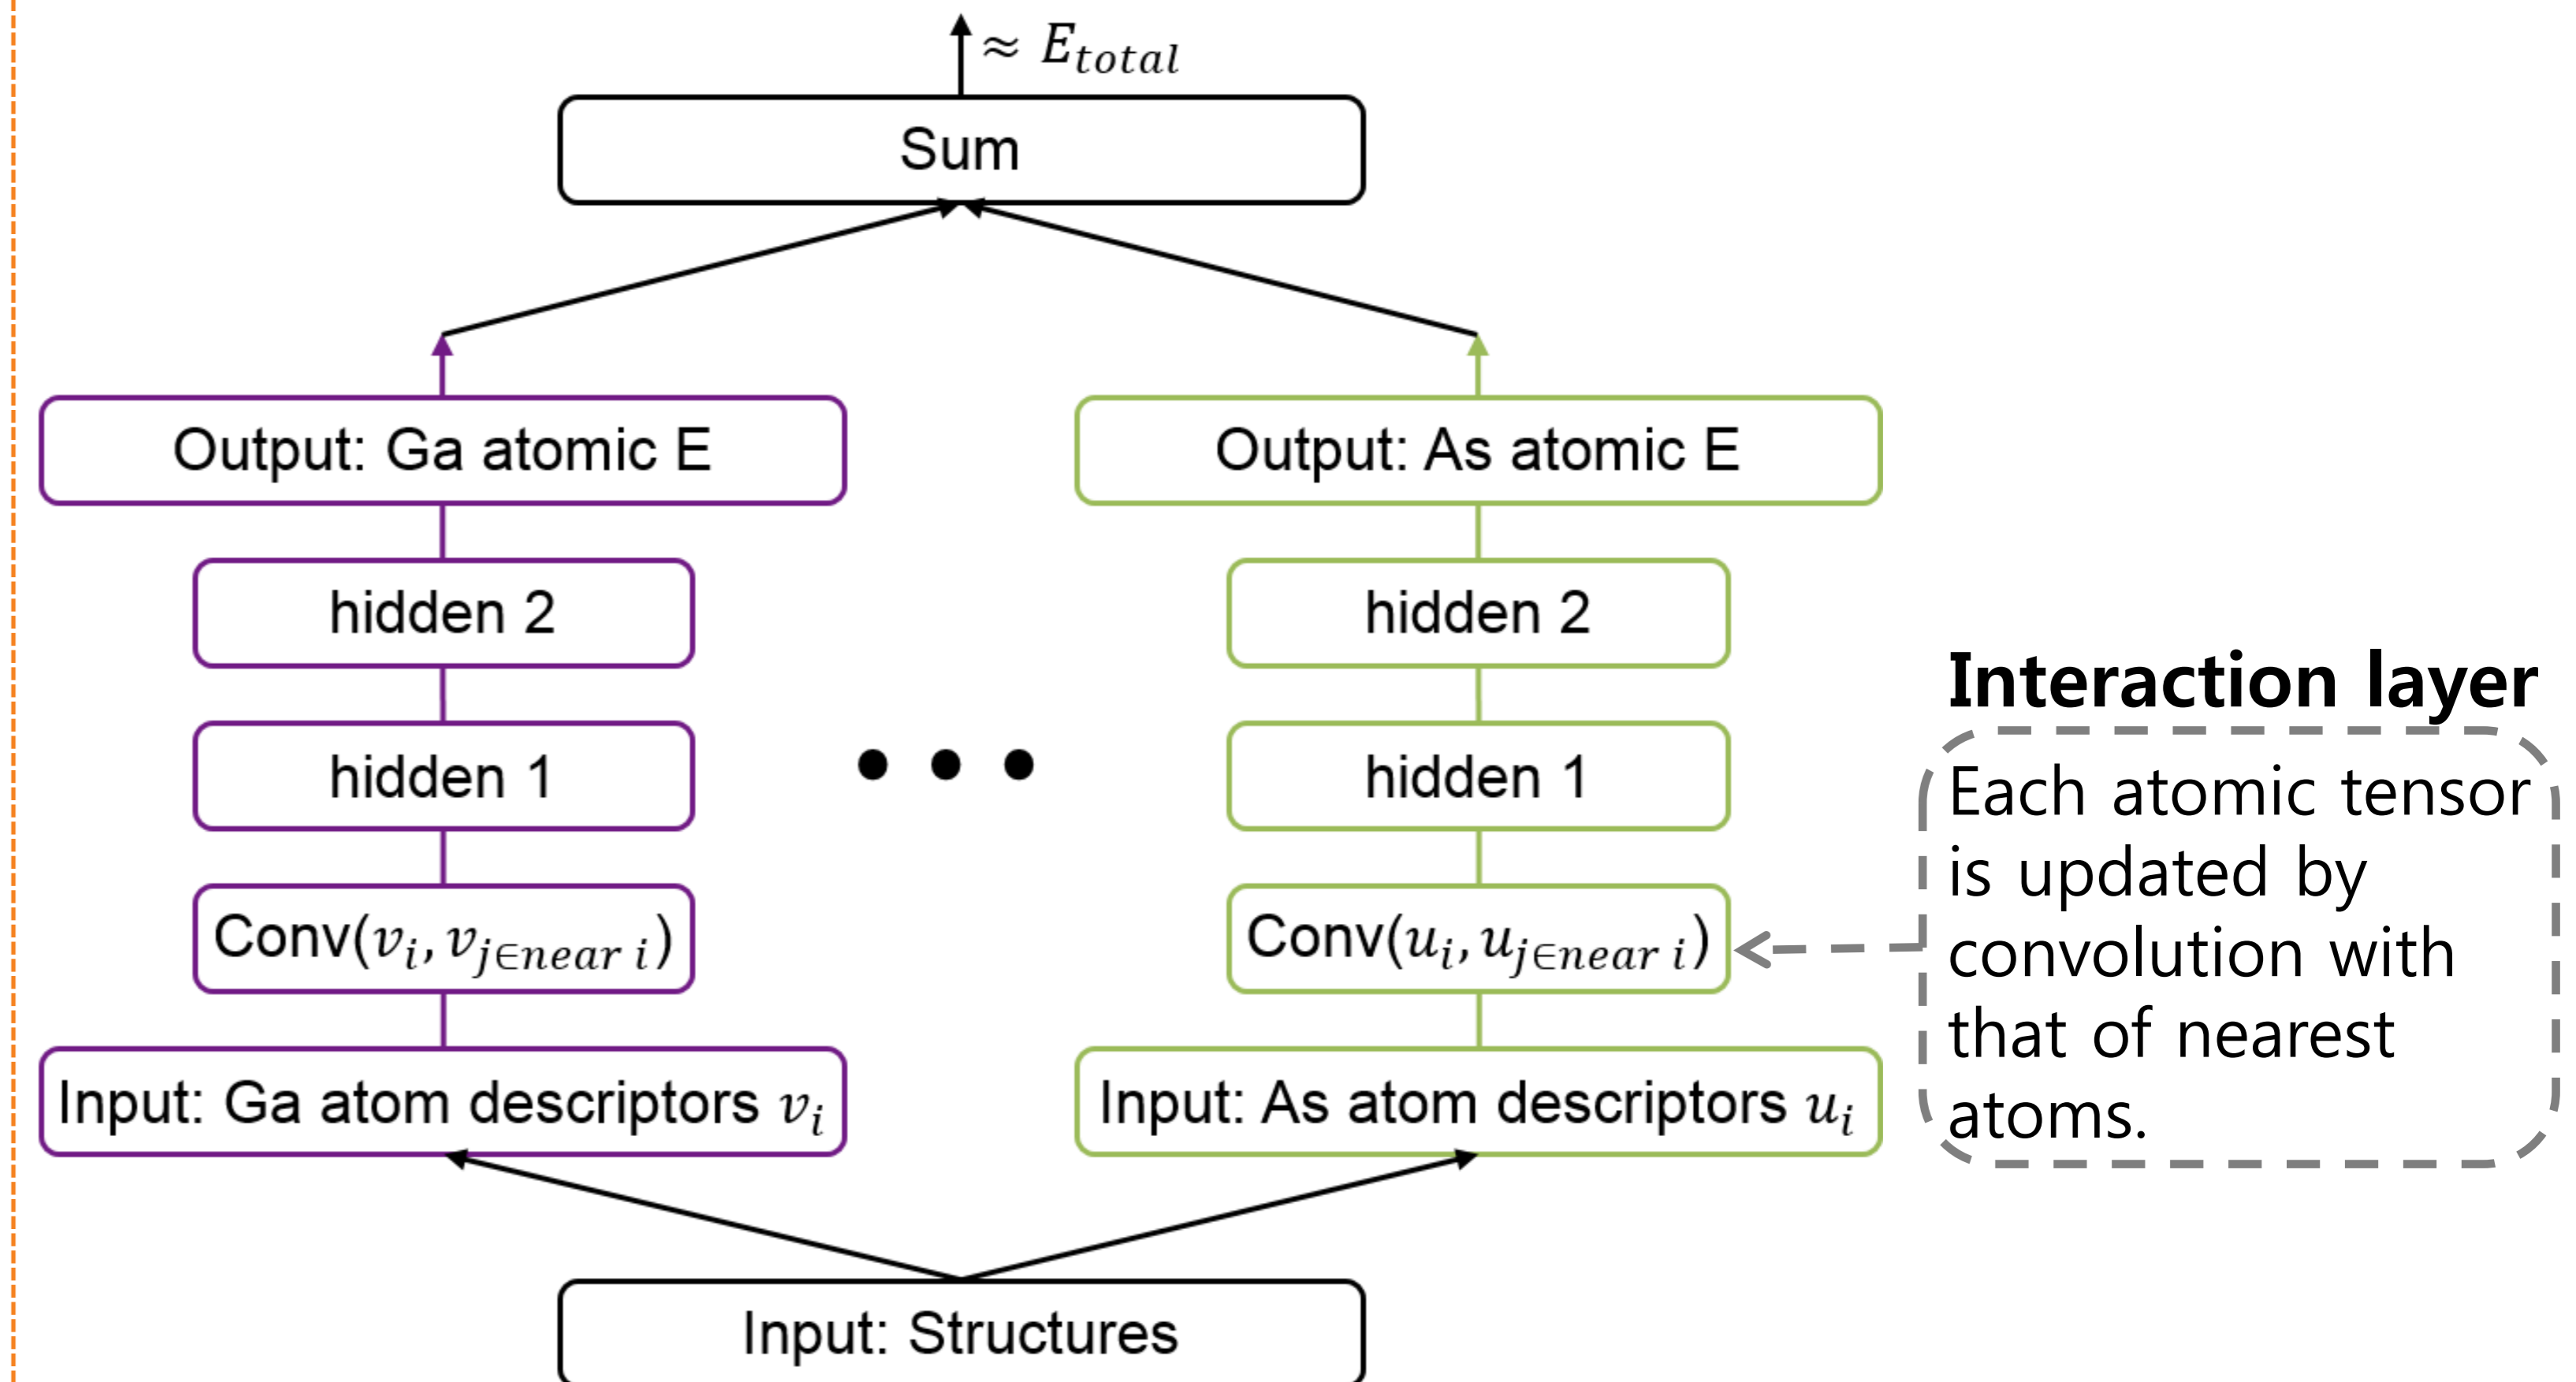 ≈ E_total
Sum
Output: Ga atomic E
Output: As atomic E
hidden 2
hidden 2
hidden 1
hidden 1
Conv(v_i, v_{j∈near i})
Conv(u_i, u_{j∈near i})
Input: Ga atom descriptors v_i
Input: As atom descriptors u_i
Input: Structures
Interaction layer
Each atomic tensor
is updated by
convolution with
that of nearest
atoms.